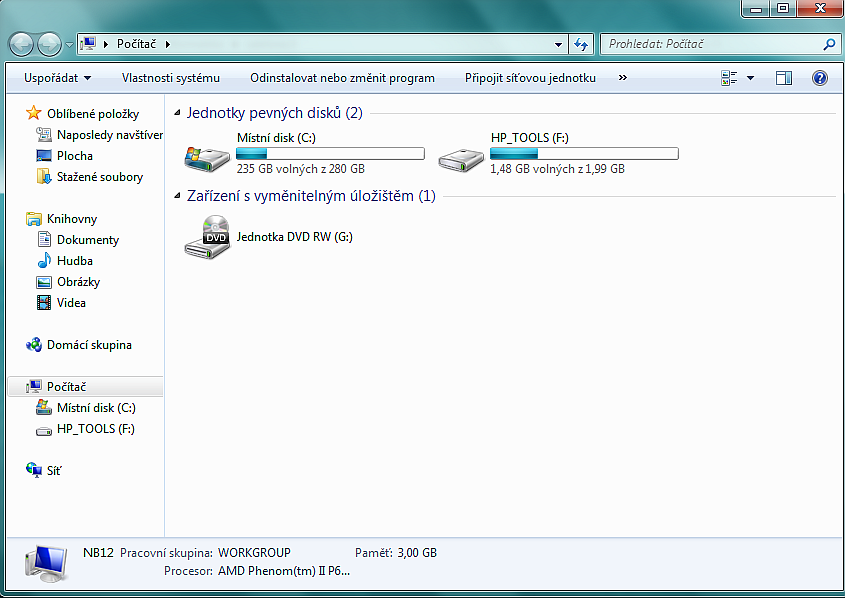 Počítač
Prohledat: Počítač
Uspořádat Vlastnosti systému Odinstalovat nebo změnit program Připojit síťovou jednotku »
Oblíbené položky
Naposledy navštíver
Plocha
Stažené soubory
Knihovny
Dokumenty
Hudba
Obrázky
Videa
Domácí skupina
Počítač
Místní disk (C:)
HP_TOOLS (F:)
Síť
Jednotky pevných disků (2)
Místní disk (C:)
235 GB volných z 280 GB
HP_TOOLS (F:)
1,48 GB volných z 1,99 GB
Zařízení s vyměnitelným úložištěm (1)
DVD
Jednotka DVD RW (G:)
NB12 Pracovní skupina: WORKGROUP Paměť: 3,00 GB
Procesor: AMD Phenom(tm) II P6...